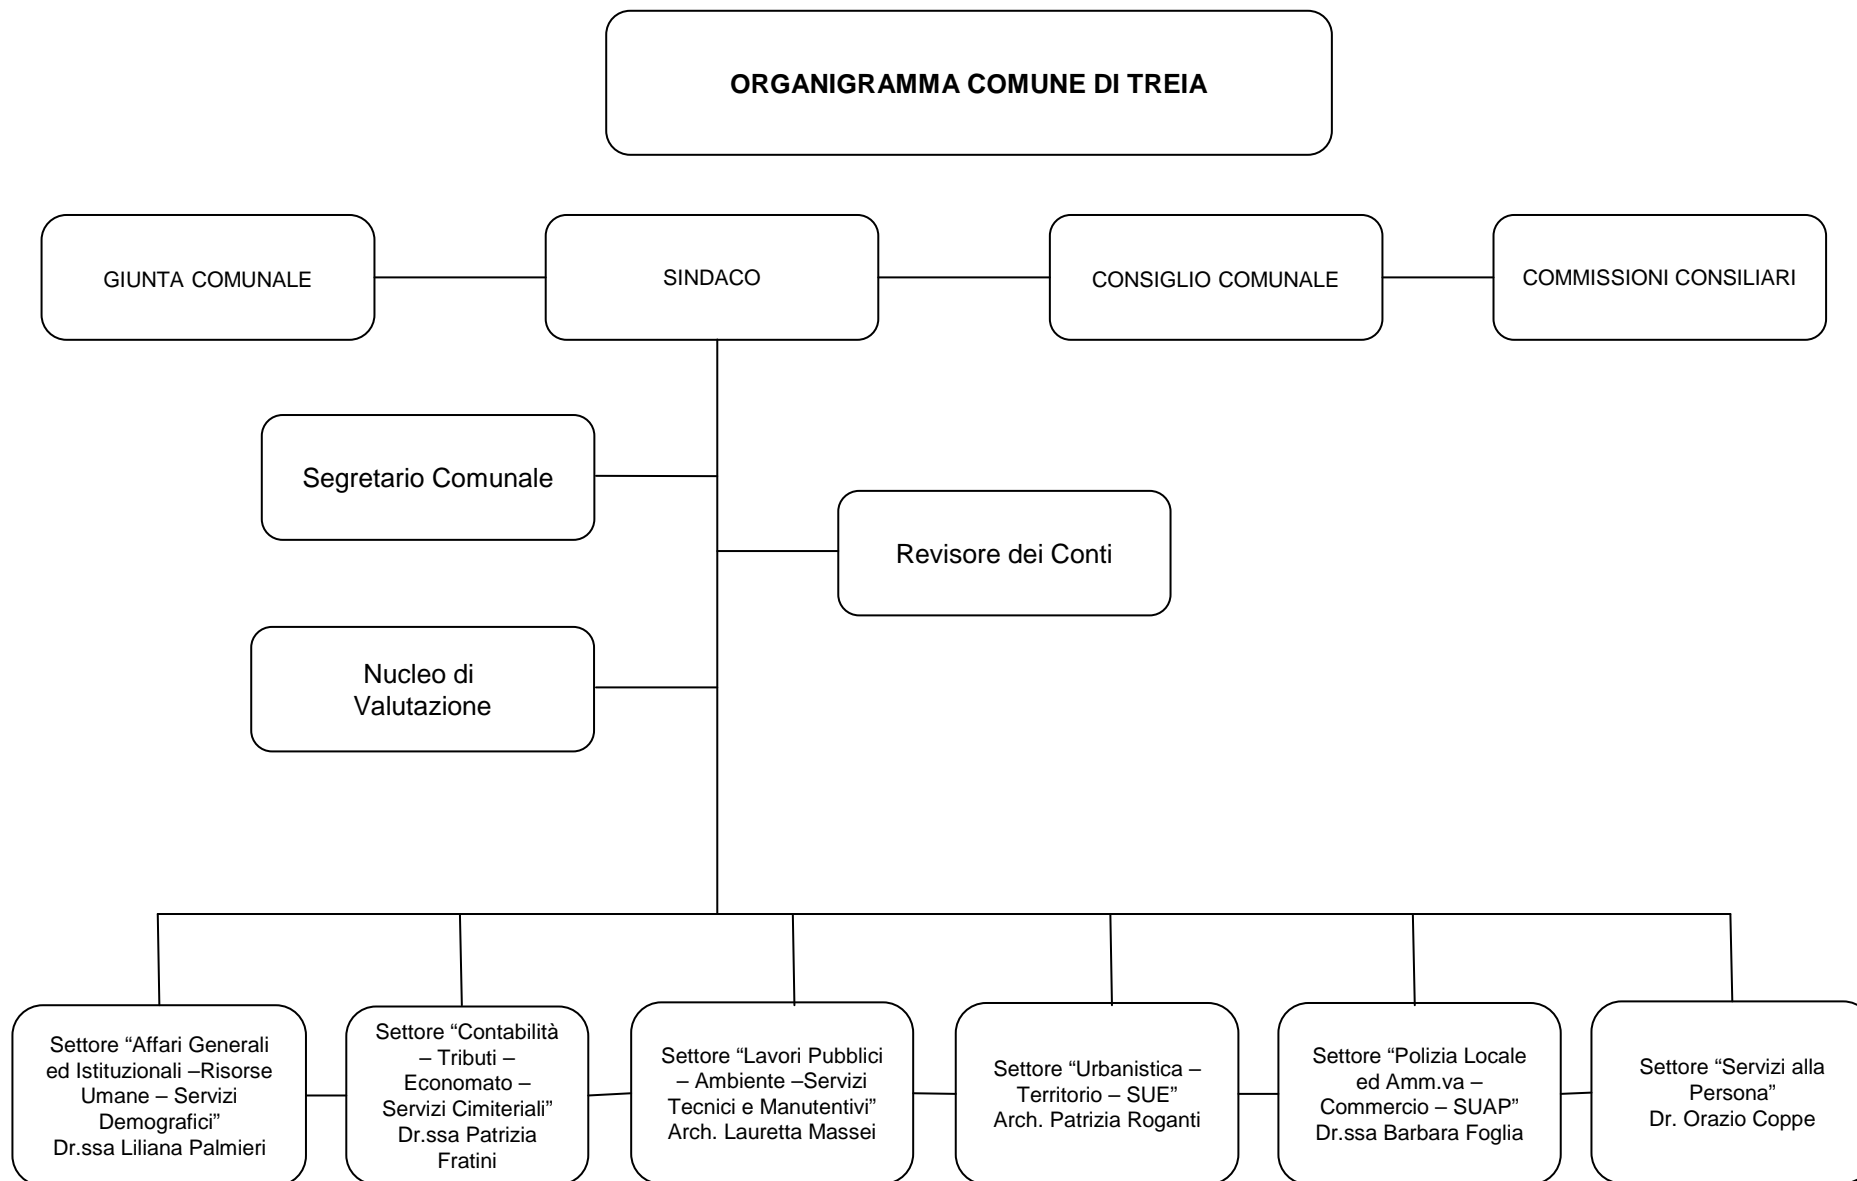 ORGANIGRAMMA COMUNE DI TREIA
GIUNTA COMUNALE
SINDACO
CONSIGLIO COMUNALE
COMMISSIONI CONSILIARI
Segretario Comunale
Revisore dei Conti
Nucleo di
Valutazione
Settore “Affari Generali
ed Istituzionali –Risorse
Umane – Servizi
Demografici”
Dr.ssa Liliana Palmieri
Settore “Contabilità
– Tributi –
Economato –
Servizi Cimiteriali”
Dr.ssa Patrizia
Fratini
Settore “Lavori Pubblici
– Ambiente –Servizi
Tecnici e Manutentivi”
Arch. Lauretta Massei
Settore “Urbanistica –
Territorio – SUE”
Arch. Patrizia Roganti
Settore “Polizia Locale
ed Amm.va –
Commercio – SUAP”
Dr.ssa Barbara Foglia
Settore “Servizi alla
Persona”
Dr. Orazio Coppe